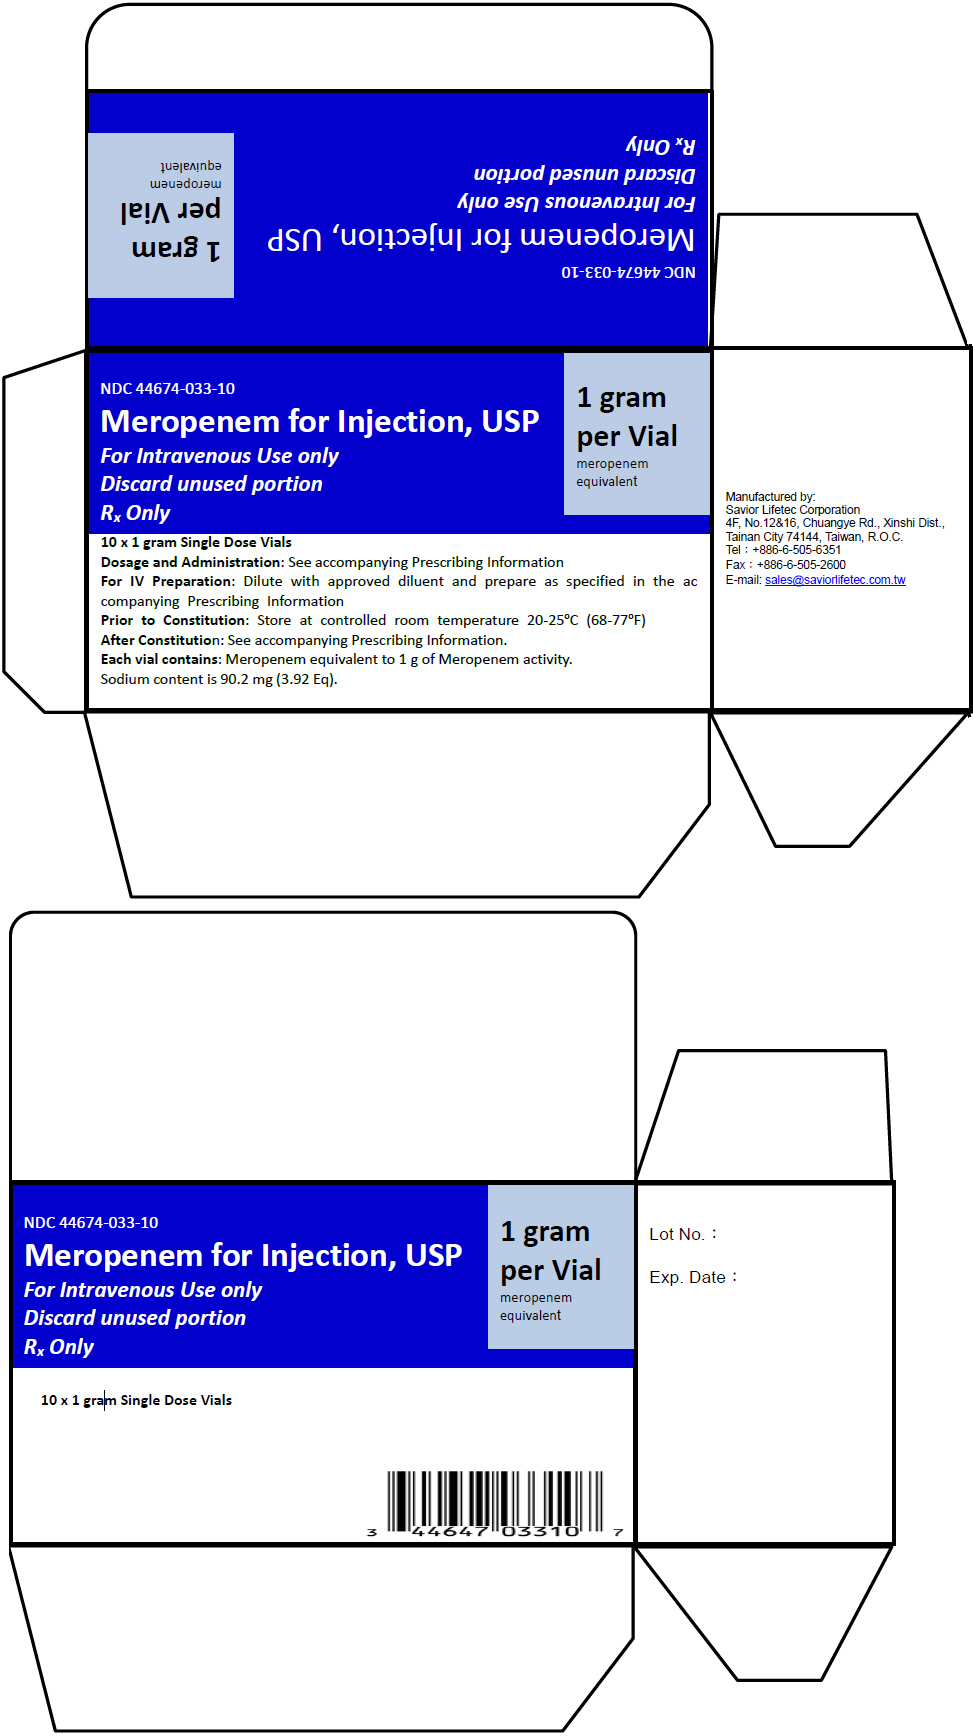 Rx Only
Discard unused portion
For Intravenous Use only
Meropenem for Injection, USP
NDC 44674-033-10
1 gram
per Vial
meropenem
equivalent
NDC 44674-033-10
Meropenem for Injection, USP
For Intravenous Use only
Discard unused portion
Rx Only
1 gram
per Vial
meropenem
equivalent
10 x 1 gram Single Dose Vials
Dosage and Administration: See accompanying Prescribing Information
For IV Preparation: Dilute with approved diluent and prepare as specified in the ac
companying Prescribing Information
Prior to Constitution: Store at controlled room temperature 20-25°C (68-77°F)
After Constitution: See accompanying Prescribing Information.
Each vial contains: Meropenem equivalent to 1 g of Meropenem activity.
Sodium content is 90.2 mg (3.92 Eq).
Manufactured by:
Savior Lifetec Corporation
4F, No.12&16, Chuangye Rd., Xinshi Dist.,
Tainan City 74144, Taiwan, R.O.C.
Tel：+886-6-505-6351
Fax：+886-6-505-2600
E-mail: sales@saviorlifetec.com.tw
NDC 44674-033-10
Meropenem for Injection, USP
For Intravenous Use only
Discard unused portion
Rx Only
1 gram
per Vial
meropenem
equivalent
10 x 1 gram Single Dose Vials
3 44647 03310 7
Lot No.：
Exp. Date：